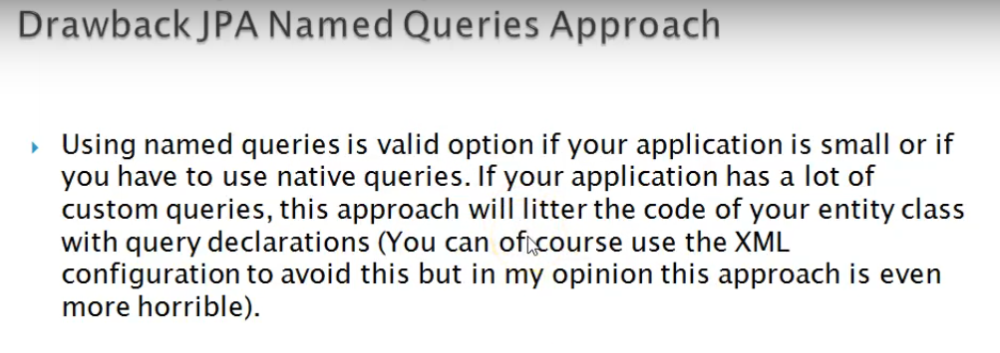 Drawback JPA Named Queries Approach
Using named queries is valid option if your application is small or if
you have to use native queries. If your application has a lot of
custom queries, this approach will litter the code of your entity class
with query declarations (You can of course use the XML
configuration to avoid this but in my opinion this approach is even
more horrible).